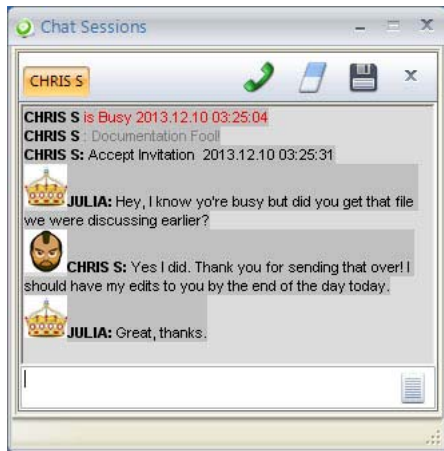 Chat Sessions
CHRIS S
CHRIS S is Busy 2013.12.10 03:25:04
CHRIS S : Documentation Fool!
CHRIS S: Accept Invitation 2013.12.10 03:25:31
JULIA: Hey, I know yo're busy but did you get that file
we were discussing earlier?
CHRIS S: Yes I did. Thank you for sending that over! I
should have my edits to you by the end of the day today.
JULIA: Great, thanks.